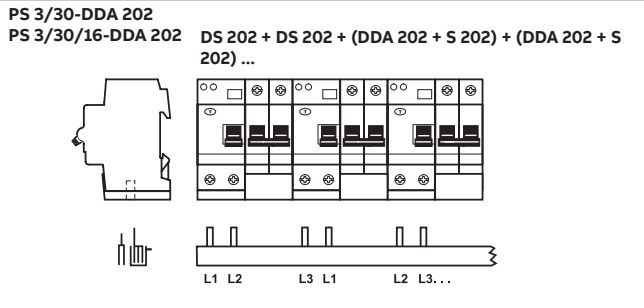 PS 3/30-DDA 202
PS 3/30/16-DDA 202
DS 202 + DS 202 + (DDA 202 + S 202) + (DDA 202 + S
202) ...
T T T
L1 L2 L3 L1 L2 L3...